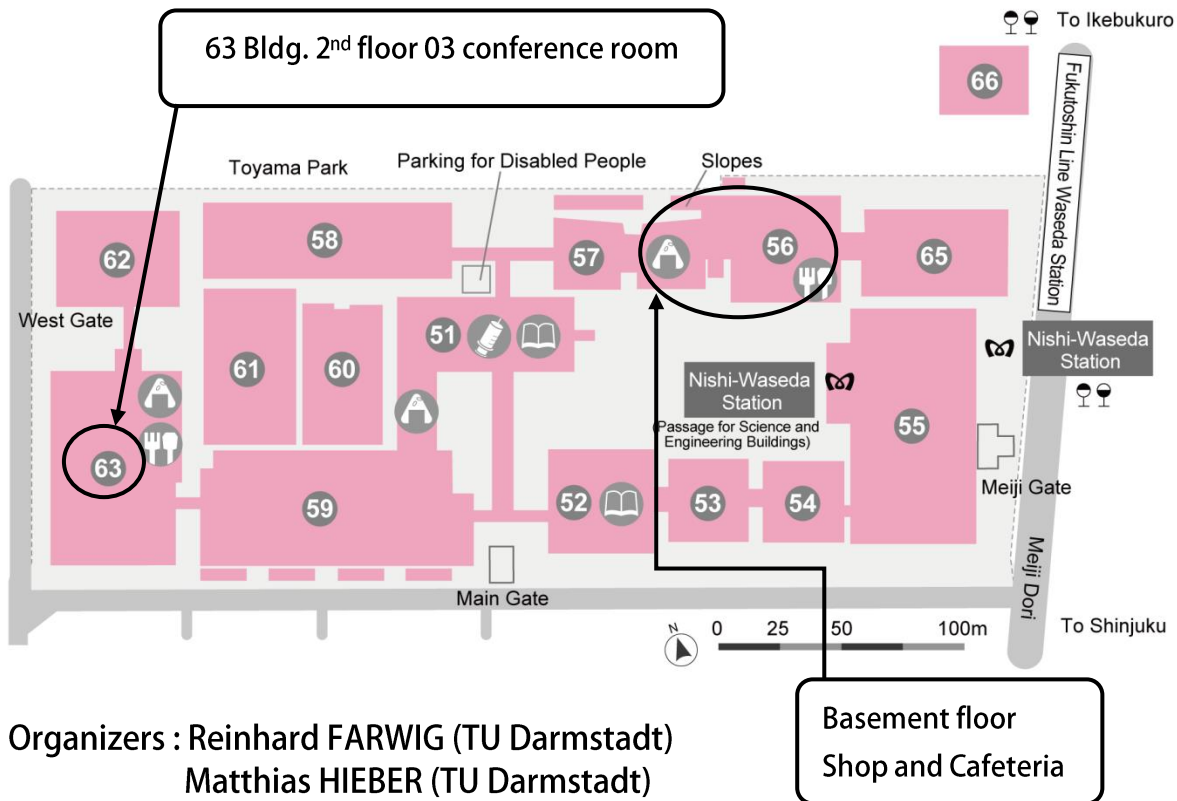 To Ikebukuro
63 Bldg. 2nd floor 03 conference room
66
Fukutoshin Line Waseda Station
Toyama Park
Parking for Disabled People
Slopes
58
57
56
65
62
West Gate
51
61
60
Nishi-Waseda
Station
Nishi-Waseda
Station
(Passage for Science and
Engineering Buildings)
55
63
59
52
53
54
Meiji Gate
Meiji Dori
Main Gate
N
0 25 50 100m
To Shinjuku
Basement floor
Shop and Cafeteria
Organizers : Reinhard FARWIG (TU Darmstadt)
Matthias HIEBER (TU Darmstadt)